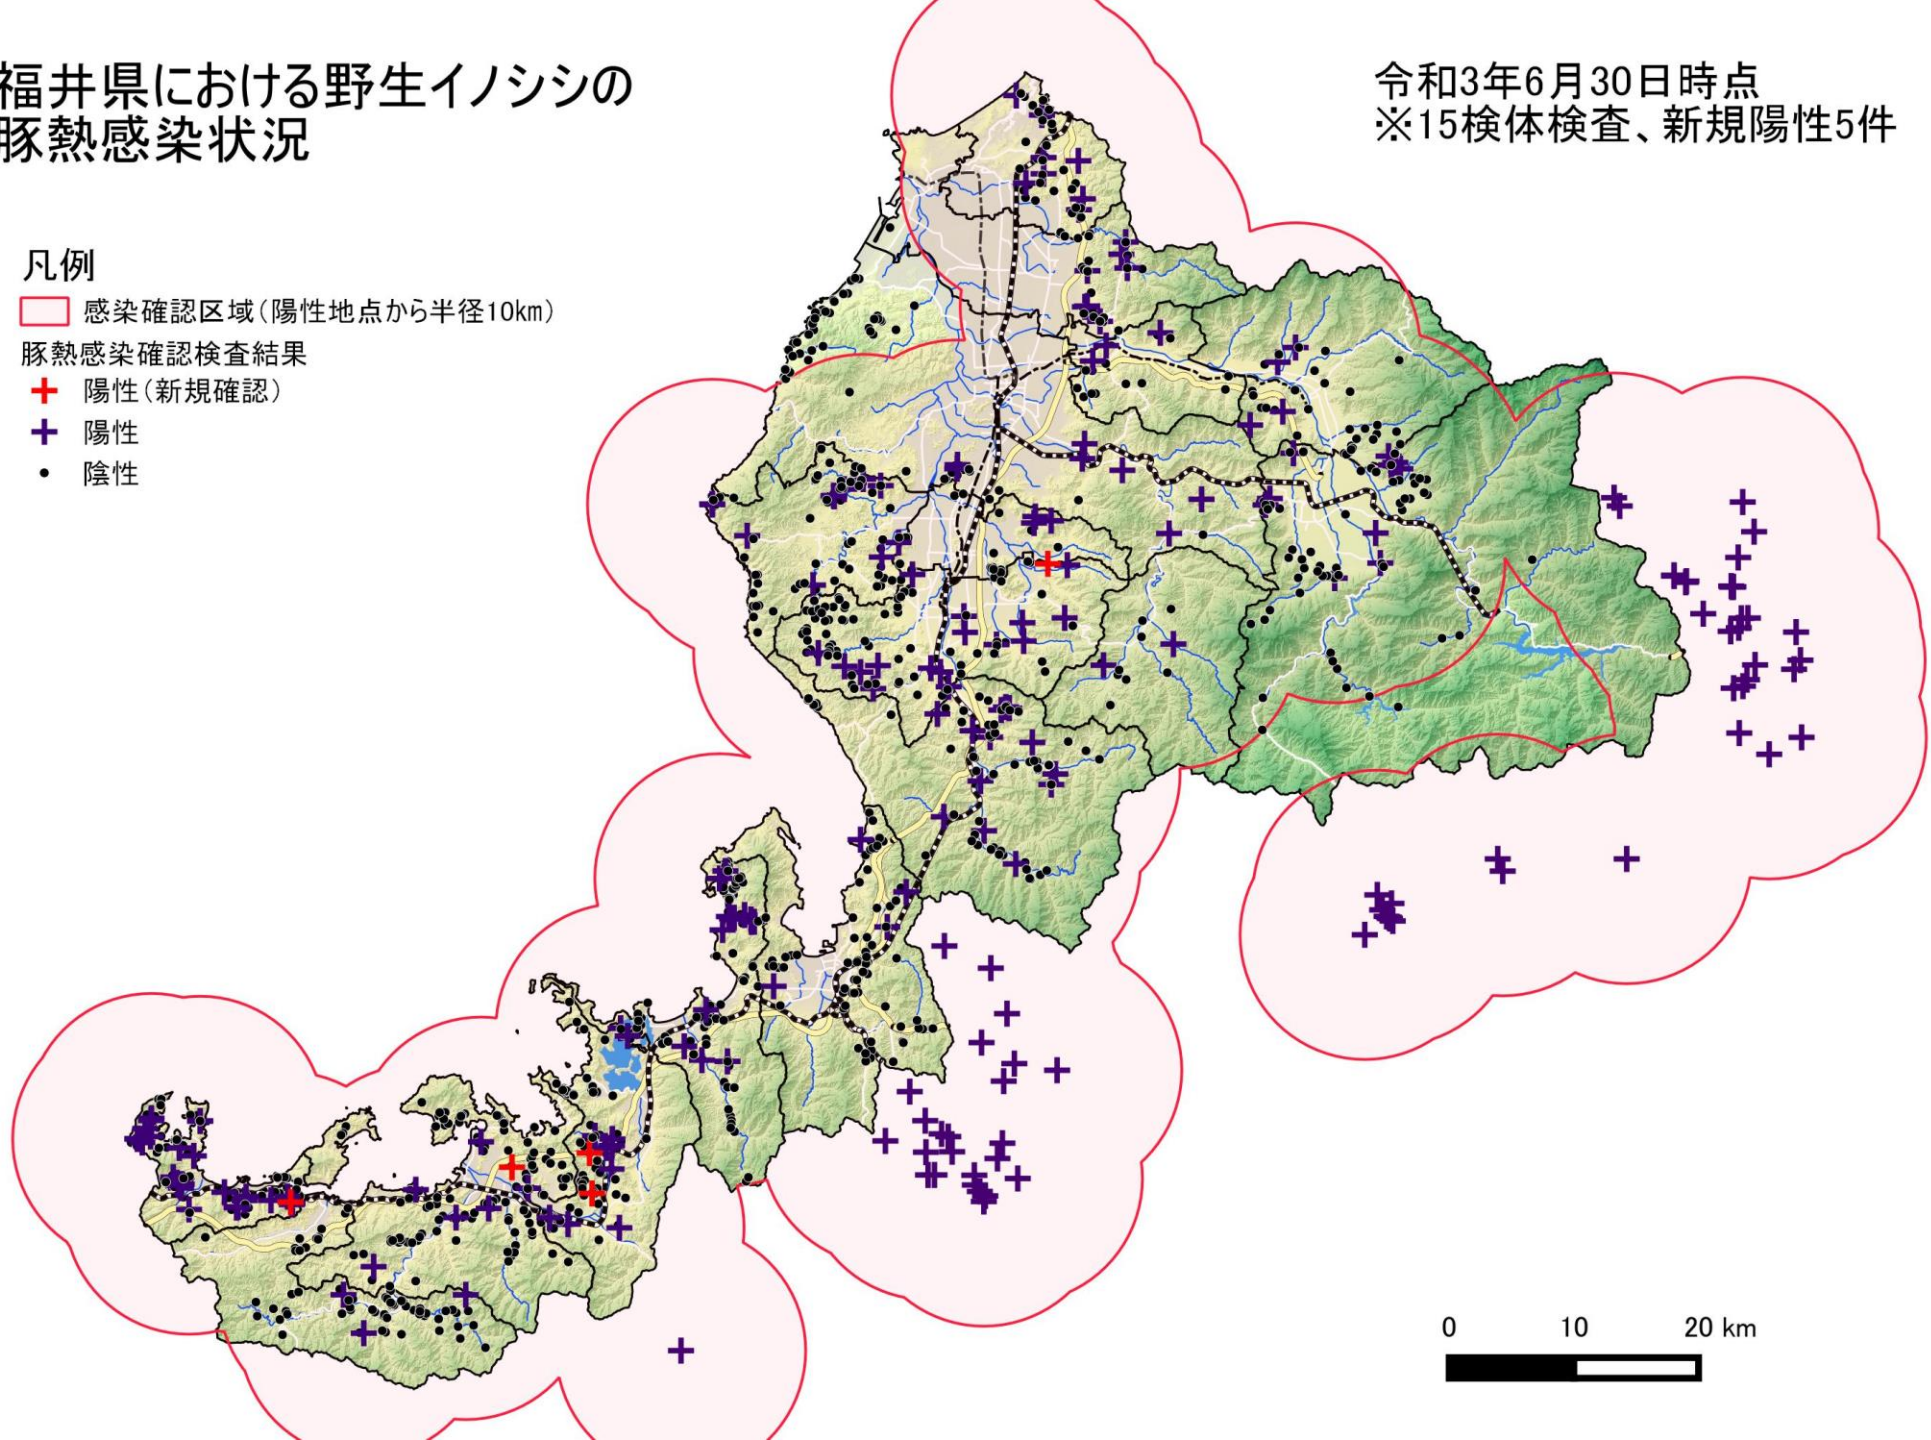 福井県における野生イノシシの
豚熱感染状況
令和3年6月30日時点
※15検体検査、新規陽性5件
凡例
感染確認区域（陽性地点から半径10km）
豚熱感染確認検査結果
陽性（新規確認）
陽性
陰性
0 10 20 km